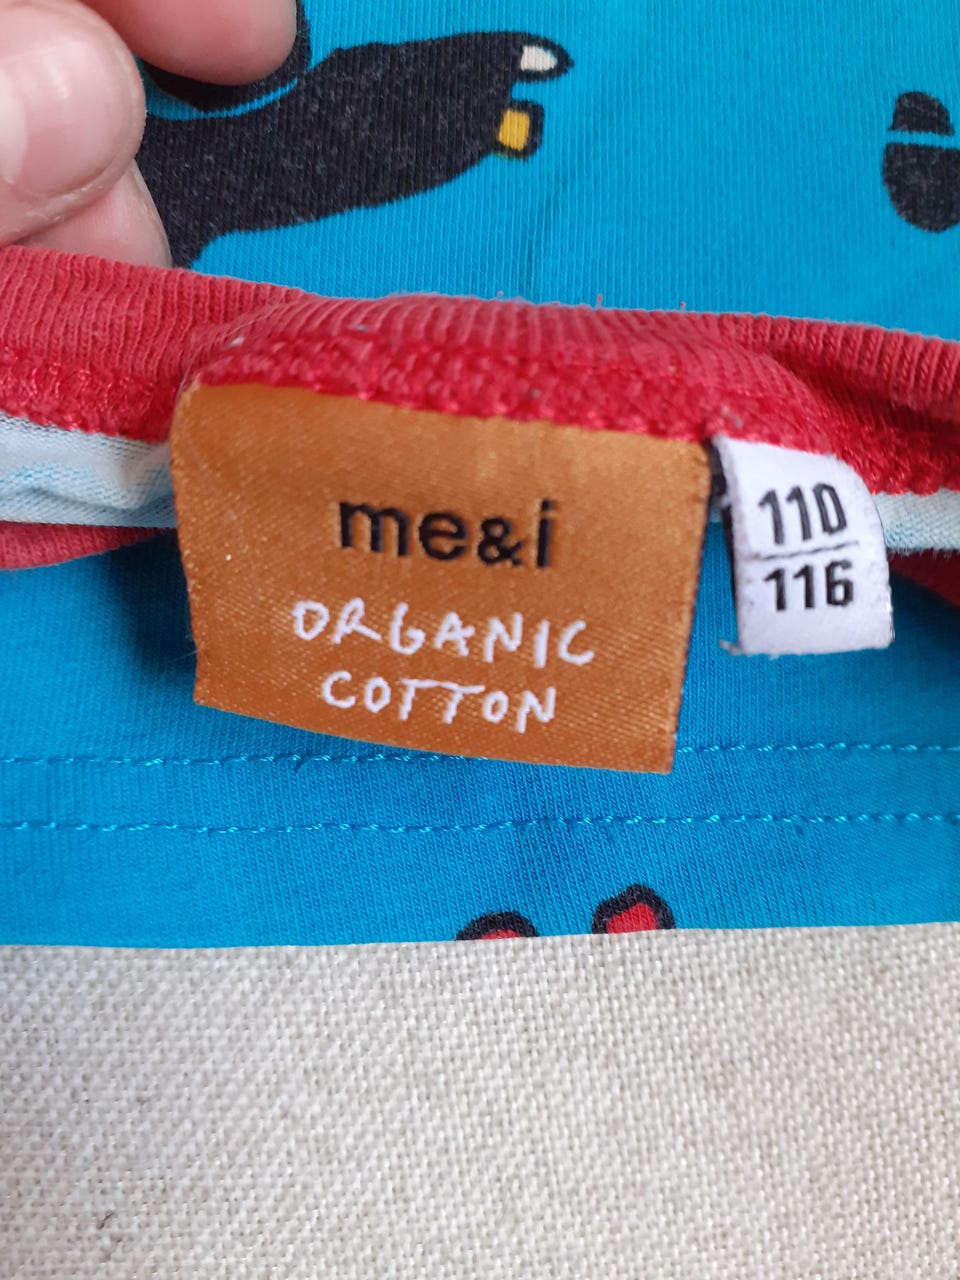 me&i
ORGANIC
COTTON
110
116